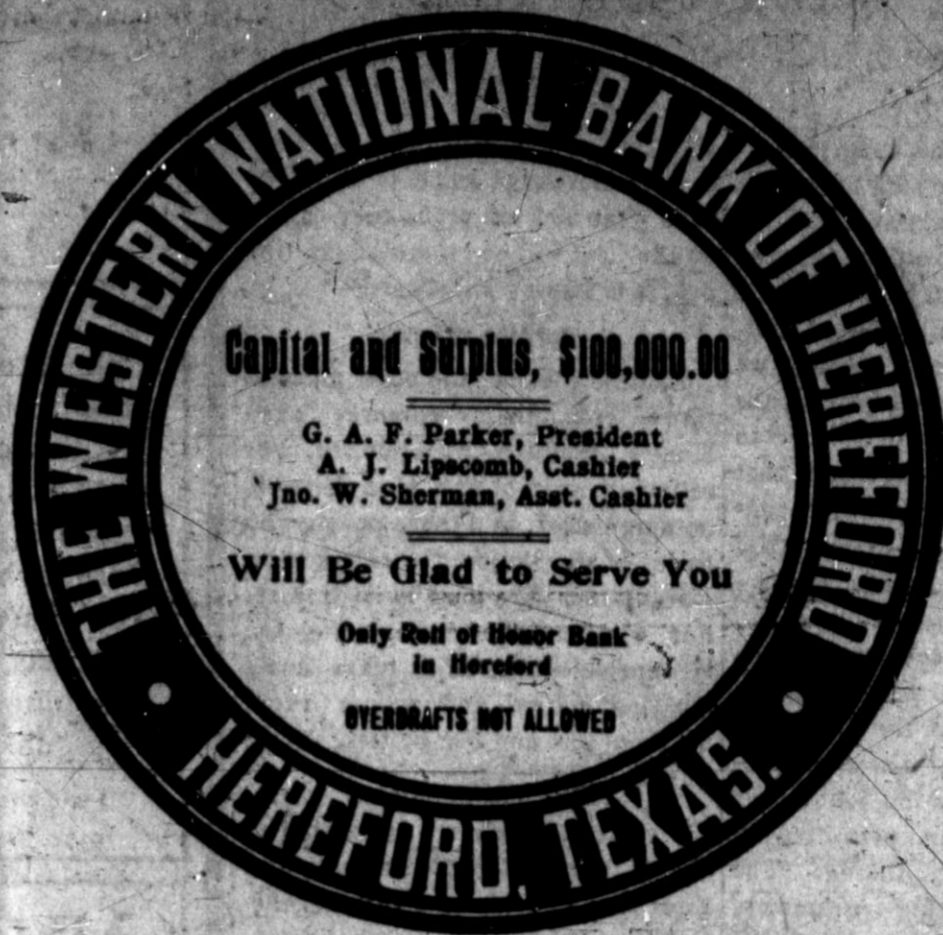 THE WESTERN NATIONAL BANK OF HEREFORD
Capital and Surplus, $100,000.00
G. A. F. Parker, President
A. J. Lipscomb, Cashier
Jno. W. Sherman, Asst. Cashier
Will Be Glad to Serve You
Only Roll of Honor Bank
in Hereford
OVERDRAFTS NOT ALLOWED
HEREFORD, TEXAS.